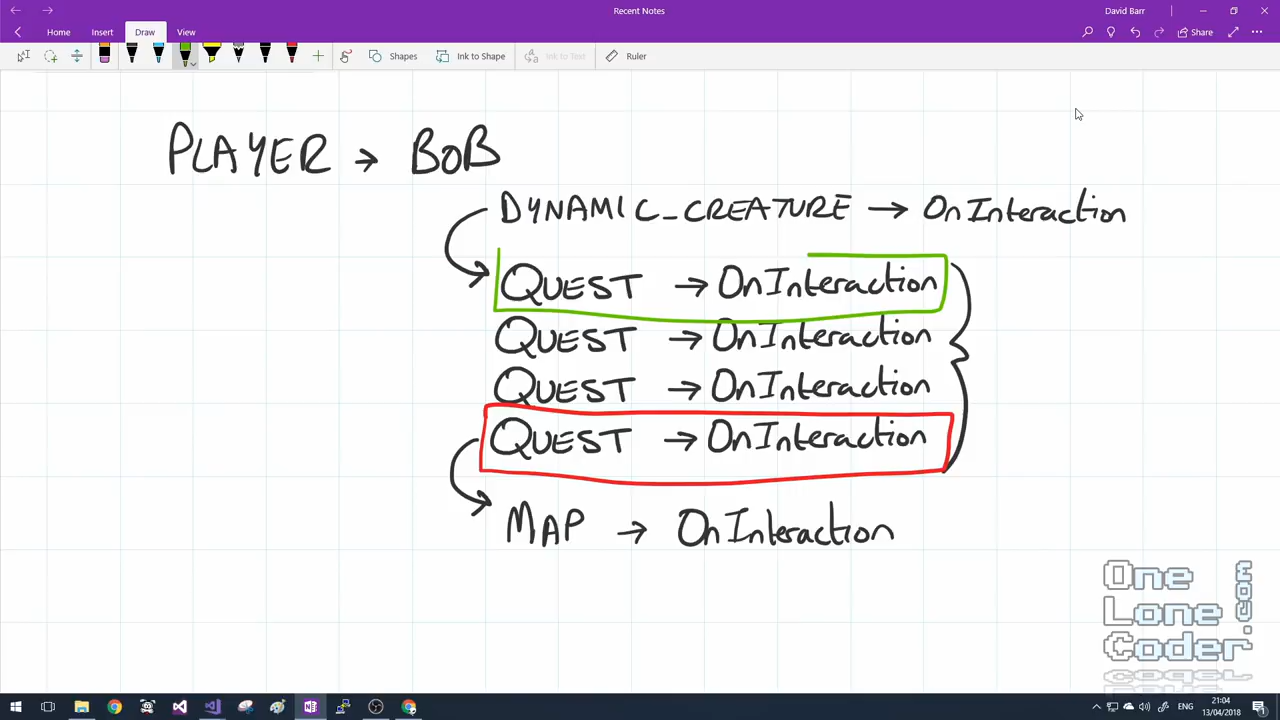 Recent Notes
David Barr
Home Insert Draw View
Share
Shapes Ink to Shape Ink to Text Ruler
PLAYER → BOB
DYNAMIC_CREATURE → OnInteraction
QUEST → OnInteraction
QUEST → OnInteraction
QUEST → OnInteraction
QUEST → OnInteraction
MAP → OnInteraction
One
Lone
Coder
.com
ENG
21:04
13/04/2018